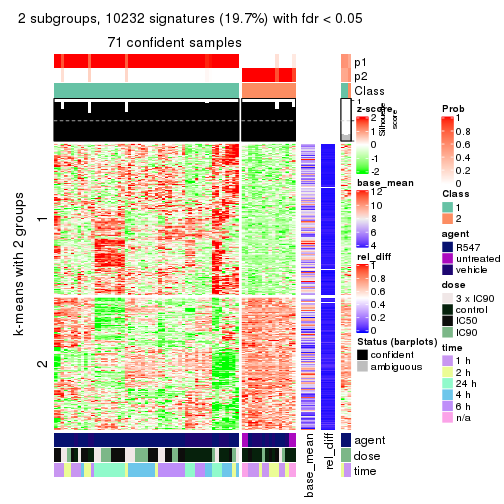 2 subgroups, 10232 signatures (19.7%) with fdr < 0.05
71 confident samples
p1
p2
Class
1
Silhouette
score
k-means with 2 groups
1
2
base_mean
rel_diff
agent
dose
time
z-score
2
1
0
-1
-2
base_mean
12
10
8
6
4
rel_diff
1
0.8
0.6
0.4
0.2
0
Status (barplots)
confident
ambiguous
Prob
1
0.8
0.6
0.4
0.2
0
Class
1
2
agent
R547
untreated
vehicle
dose
3 x IC90
control
IC50
IC90
time
1 h
2 h
24 h
4 h
6 h
n/a